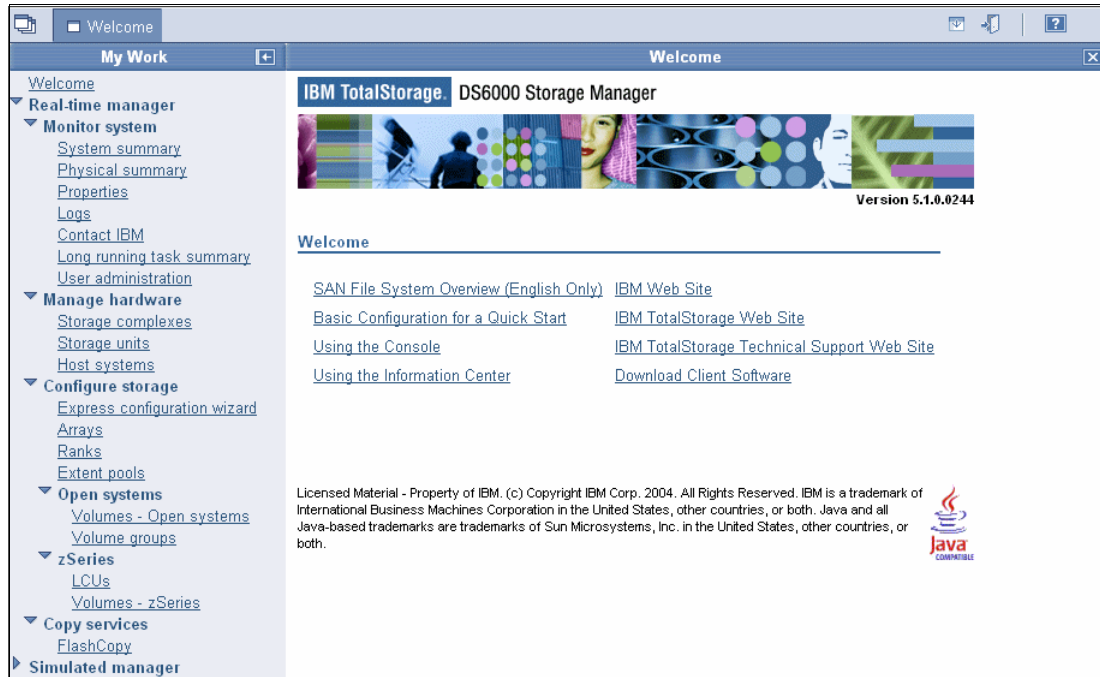 Welcome
?
My Work
Welcome
Welcome
Real-time manager
Monitor system
System summary
Physical summary
Properties
Logs
Contact IBM
Long running task summary
User administration
Manage hardware
Storage complexes
Storage units
Host systems
Configure storage
Express configuration wizard
Arrays
Ranks
Extent pools
Open systems
Volumes - Open systems
Volume groups
zSeries
LCUs
Volumes - zSeries
Copy services
FlashCopy
Simulated manager
IBM TotalStorage. DS6000 Storage Manager
Version 5.1.0.0244
Welcome
SAN File System Overview (English Only) IBM Web Site
Basic Configuration for a Quick Start IBM TotalStorage Web Site
Using the Console IBM TotalStorage Technical Support Web Site
Using the Information Center Download Client Software
Licensed Material - Property of IBM. (c) Copyright IBM Corp. 2004. All Rights Reserved. IBM is a trademark of
International Business Machines Corporation in the United States, other countries, or both. Java and all
Java-based trademarks are trademarks of Sun Microsystems, Inc. in the United States, other countries, or
both.
Java
COMPATIBLE